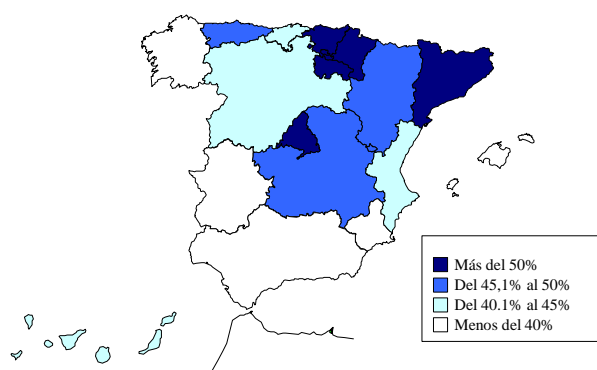 Más del 50%
Del 45,1% al 50%
Del 40.1% al 45%
Menos del 40%